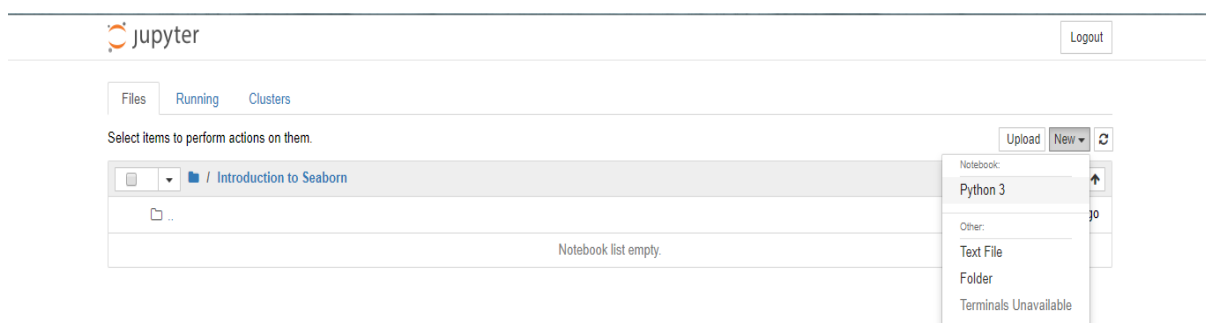 jupyter
Logout
Files Running Clusters
Select items to perform actions on them.
Upload New
/ Introduction to Seaborn
..
Notebook list empty.
Notebook:
Python 3
Other:
Text File
Folder
Terminals Unavailable